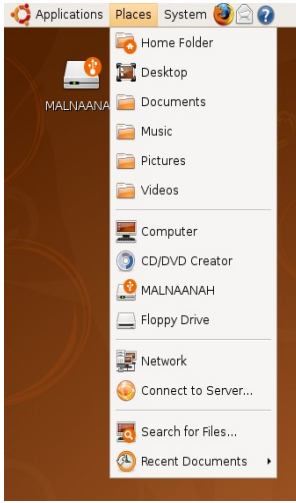 Applications Places System
MALNAANA
Home Folder
Desktop
Documents
Music
Pictures
Videos
Computer
CD/DVD Creator
MALNAANAH
Floppy Drive
Network
Connect to Server...
Search for Files...
Recent Documents